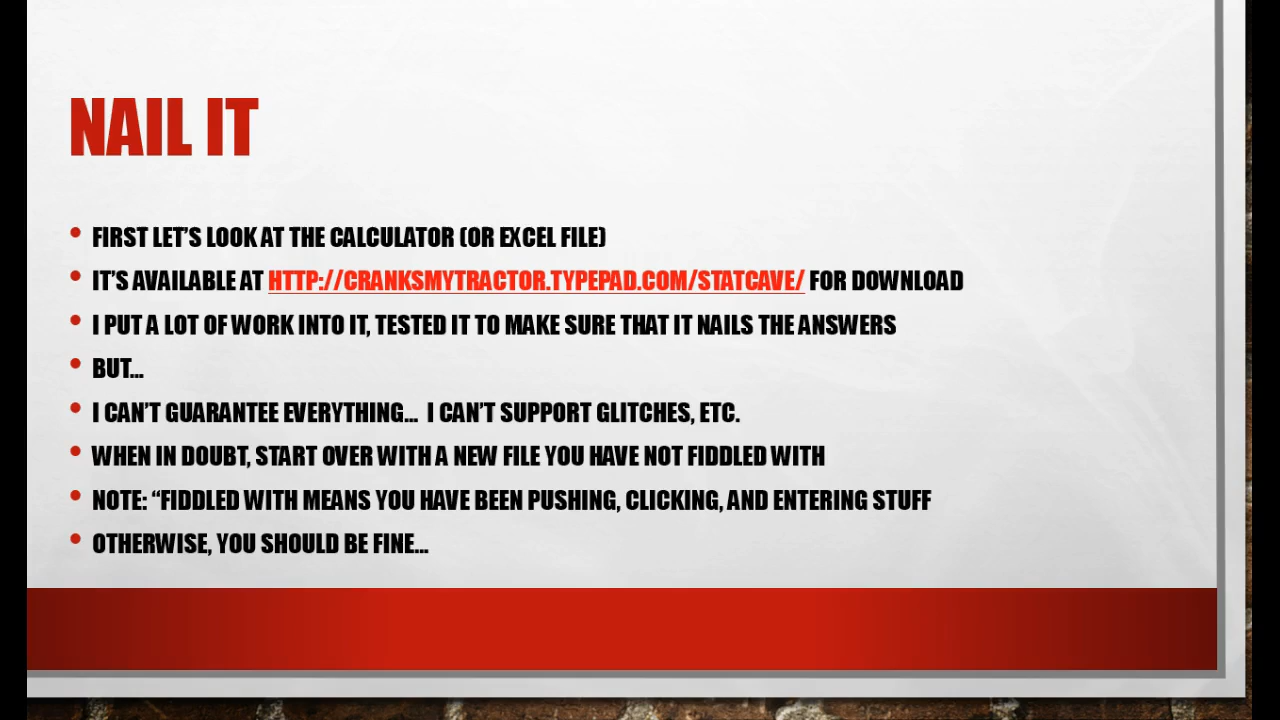 NAIL IT
• FIRST LET’S LOOK AT THE CALCULATOR (OR EXCEL FILE)
• IT’S AVAILABLE AT HTTP://CRANKSMYTRACTOR.TYPEPAD.COM/STATCAVE/ FOR DOWNLOAD
• I PUT A LOT OF WORK INTO IT, TESTED IT TO MAKE SURE THAT IT NAILS THE ANSWERS
• BUT…
• I CAN’T GUARANTEE EVERYTHING… I CAN’T SUPPORT GLITCHES, ETC.
• WHEN IN DOUBT, START OVER WITH A NEW FILE YOU HAVE NOT FIDDLED WITH
• NOTE: “FIDDLED WITH MEANS YOU HAVE BEEN PUSHING, CLICKING, AND ENTERING STUFF
• OTHERWISE, YOU SHOULD BE FINE…